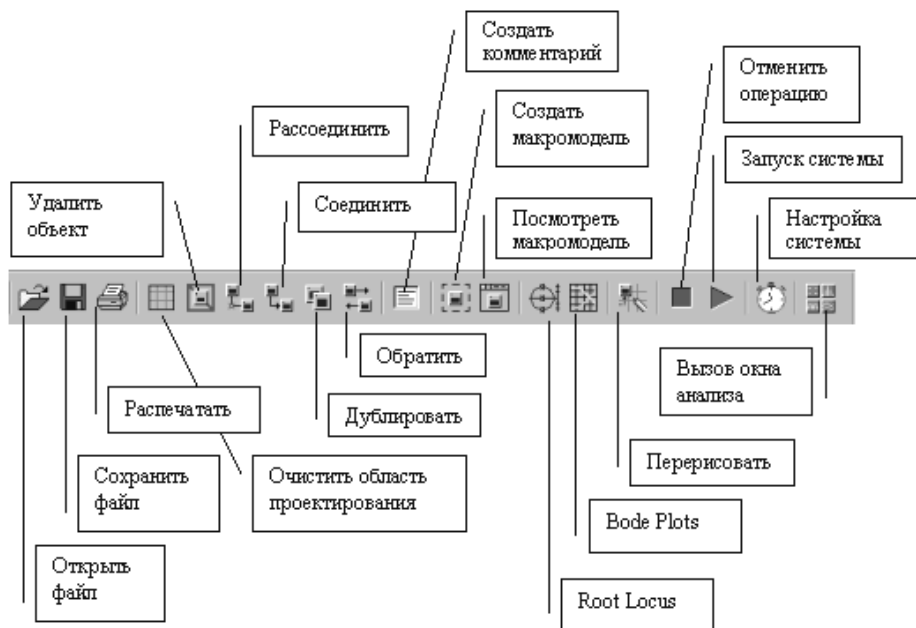 Создать
комментарий
Отменить
операцию
Создать
макромодель
Рассоединить
Запуск системы
Удалить
объект
Соединить
Посмотреть
макромодель
Настройка
системы
Обратить
Вызов окна
анализа
Распечатать
Дублировать
Сохранить
файл
Очистить область
проектирования
Перерисовать
Bode Plots
Открыть
файл
Root Locus